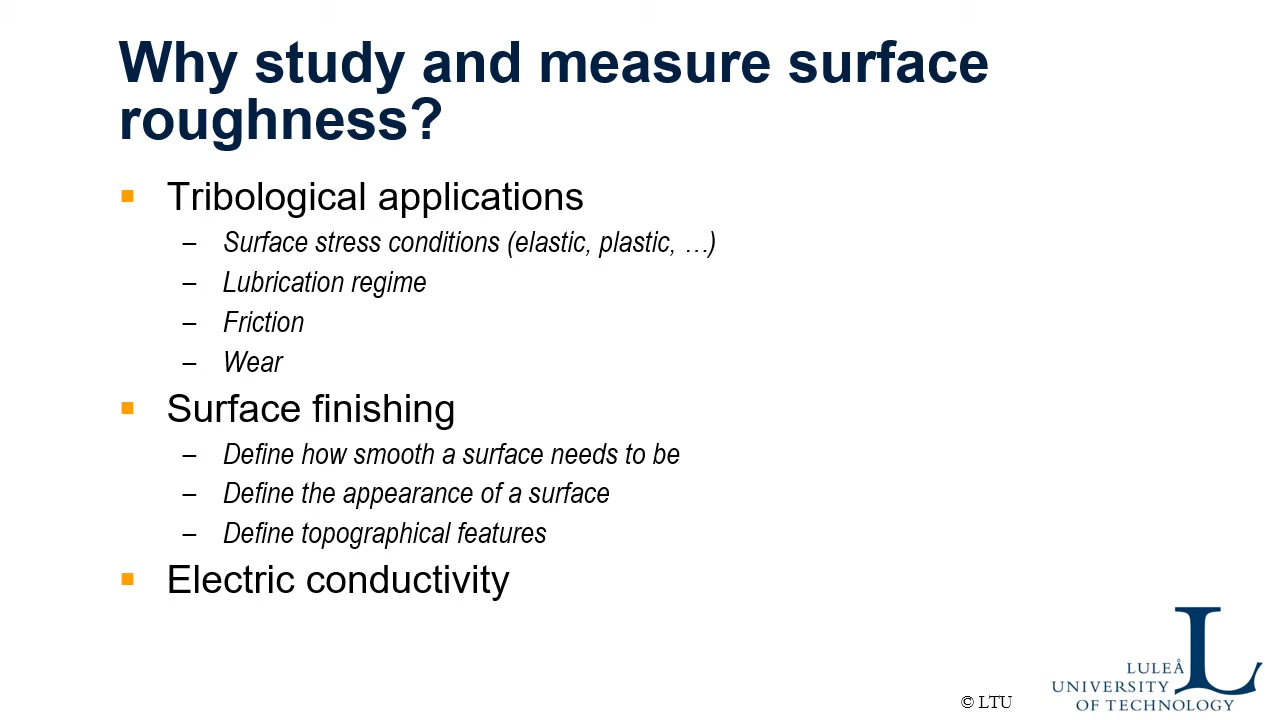 Why study and measure surface
roughness?
▪ Tribological applications
– Surface stress conditions (elastic, plastic, …)
– Lubrication regime
– Friction
– Wear
▪ Surface finishing
– Define how smooth a surface needs to be
– Define the appearance of a surface
– Define topographical features
▪ Electric conductivity
© LTU
L
LULEÅ
UNIVERSITY
OF TECHNOLOGY